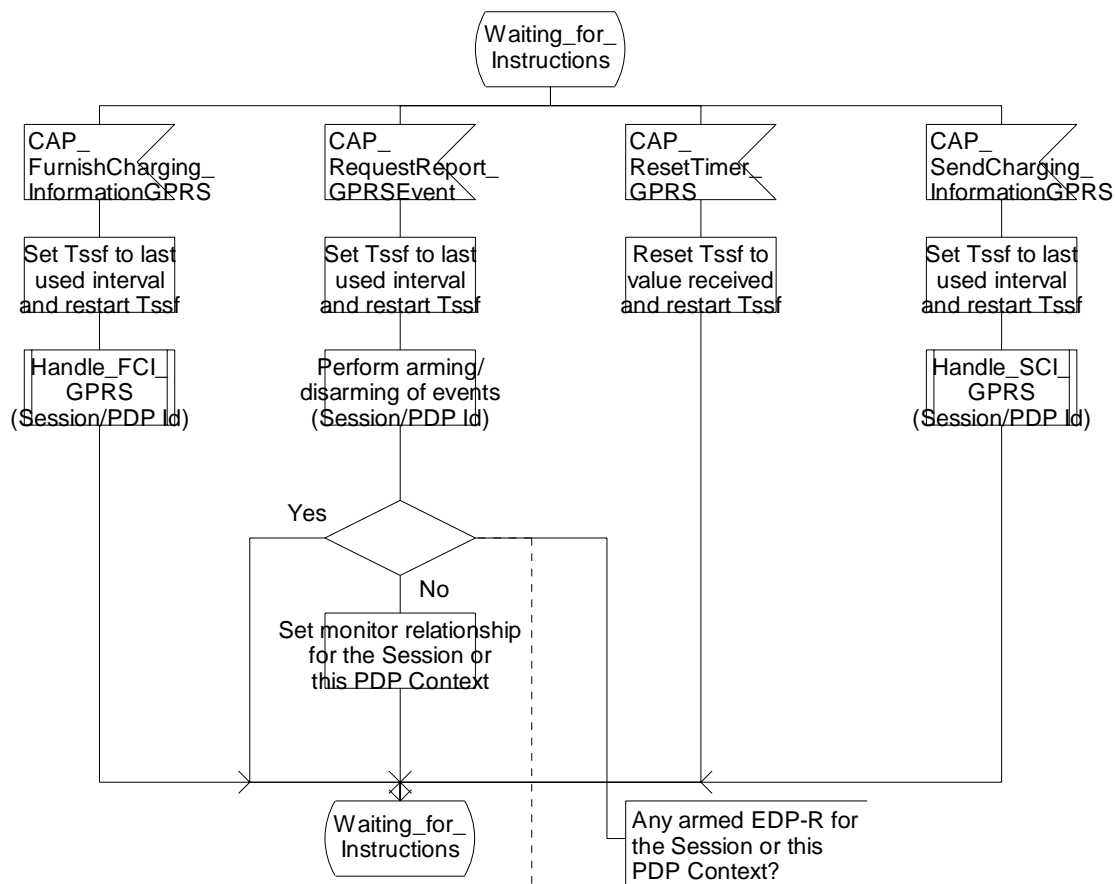 Waiting_for_
Instructions
CAP_
FurnishCharging_
InformationGPRS
CAP_
RequestReport_
GPRSEvent
CAP_
ResetTimer_
GPRS
CAP_
SendCharging_
InformationGPRS
Set Tssf to last
used interval
and restart Tssf
Set Tssf to last
used interval
and restart Tssf
Reset Tssf to
value received
and restart Tssf
Set Tssf to last
used interval
and restart Tssf
Handle_FCI_
GPRS
(Session/PDP Id)
Perform arming/
disarming of events
(Session/PDP Id)
Handle_SCI_
GPRS
(Session/PDP Id)
Yes
No
Set monitor relationship
for the Session or
this PDP Context
Waiting_for_
Instructions
Any armed EDP-R for
the Session or this
PDP Context?